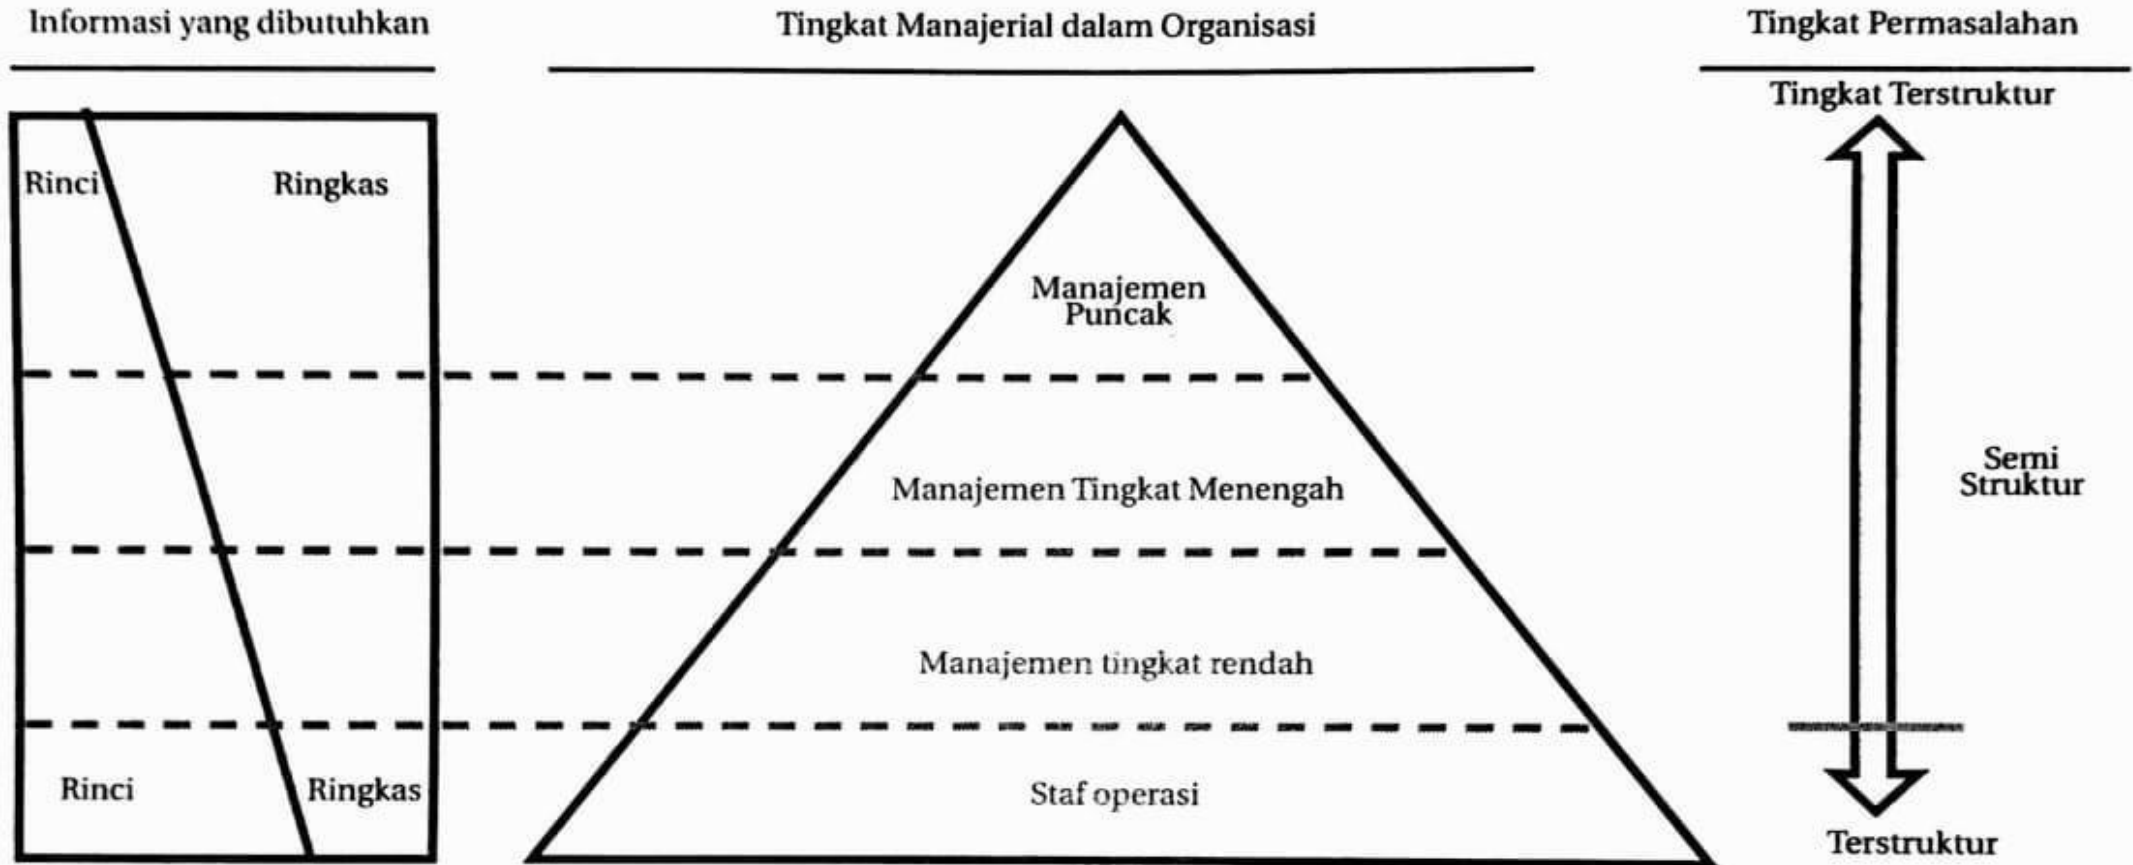 Informasi yang dibutuhkan
Tingkat Manajerial dalam Organisasi
Tingkat Permasalahan
Tingkat Terstruktur
Rinci
Ringkas
Manajemen
Puncak
Manajemen Tingkat Menengah
Semi
Struktur
Manajemen tingkat rendah
Rinci
Ringkas
Staf operasi
Terstruktur